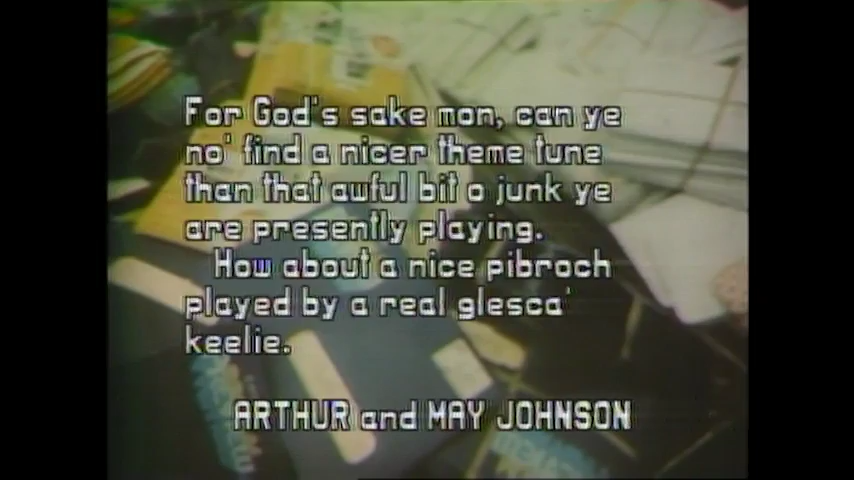 For God's sake mon, can ye
no' find a nicer theme tune
than that awful bit o junk ye
are presently playing.
How about a nice pibroch
played by a real glesca'
keelie.
ARTHUR and MAY JOHNSON